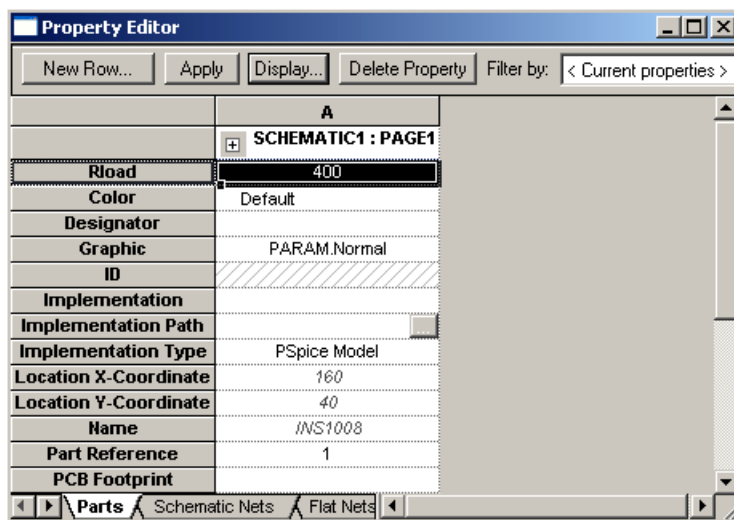 Property Editor
New Row... Apply Display... Delete Property Filter by: < Current properties >
A
SCHEMATIC1 : PAGE1
Rload 400
Color Default
Designator
Graphic PARAM.Normal
ID
Implementation
Implementation Path ...
Implementation Type PSpice Model
Location X-Coordinate 160
Location Y-Coordinate 40
Name INS1008
Part Reference 1
PCB Footprint
Parts Schematic Nets Flat Nets